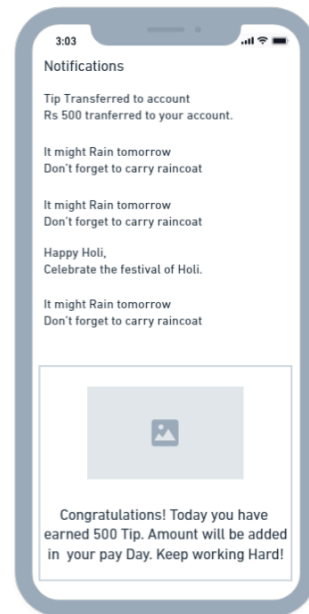 3:03
Notifications
Tip Transferred to account
Rs 500 tranferred to your account.
It might Rain tomorrow
Don't forget to carry raincoat
It might Rain tomorrow
Don't forget to carry raincoat
Happy Holi,
Celebrate the festival of Holi.
It might Rain tomorrow
Don't forget to carry raincoat
Congratulations! Today you have
earned 500 Tip. Amount will be added
in your pay Day. Keep working Hard!